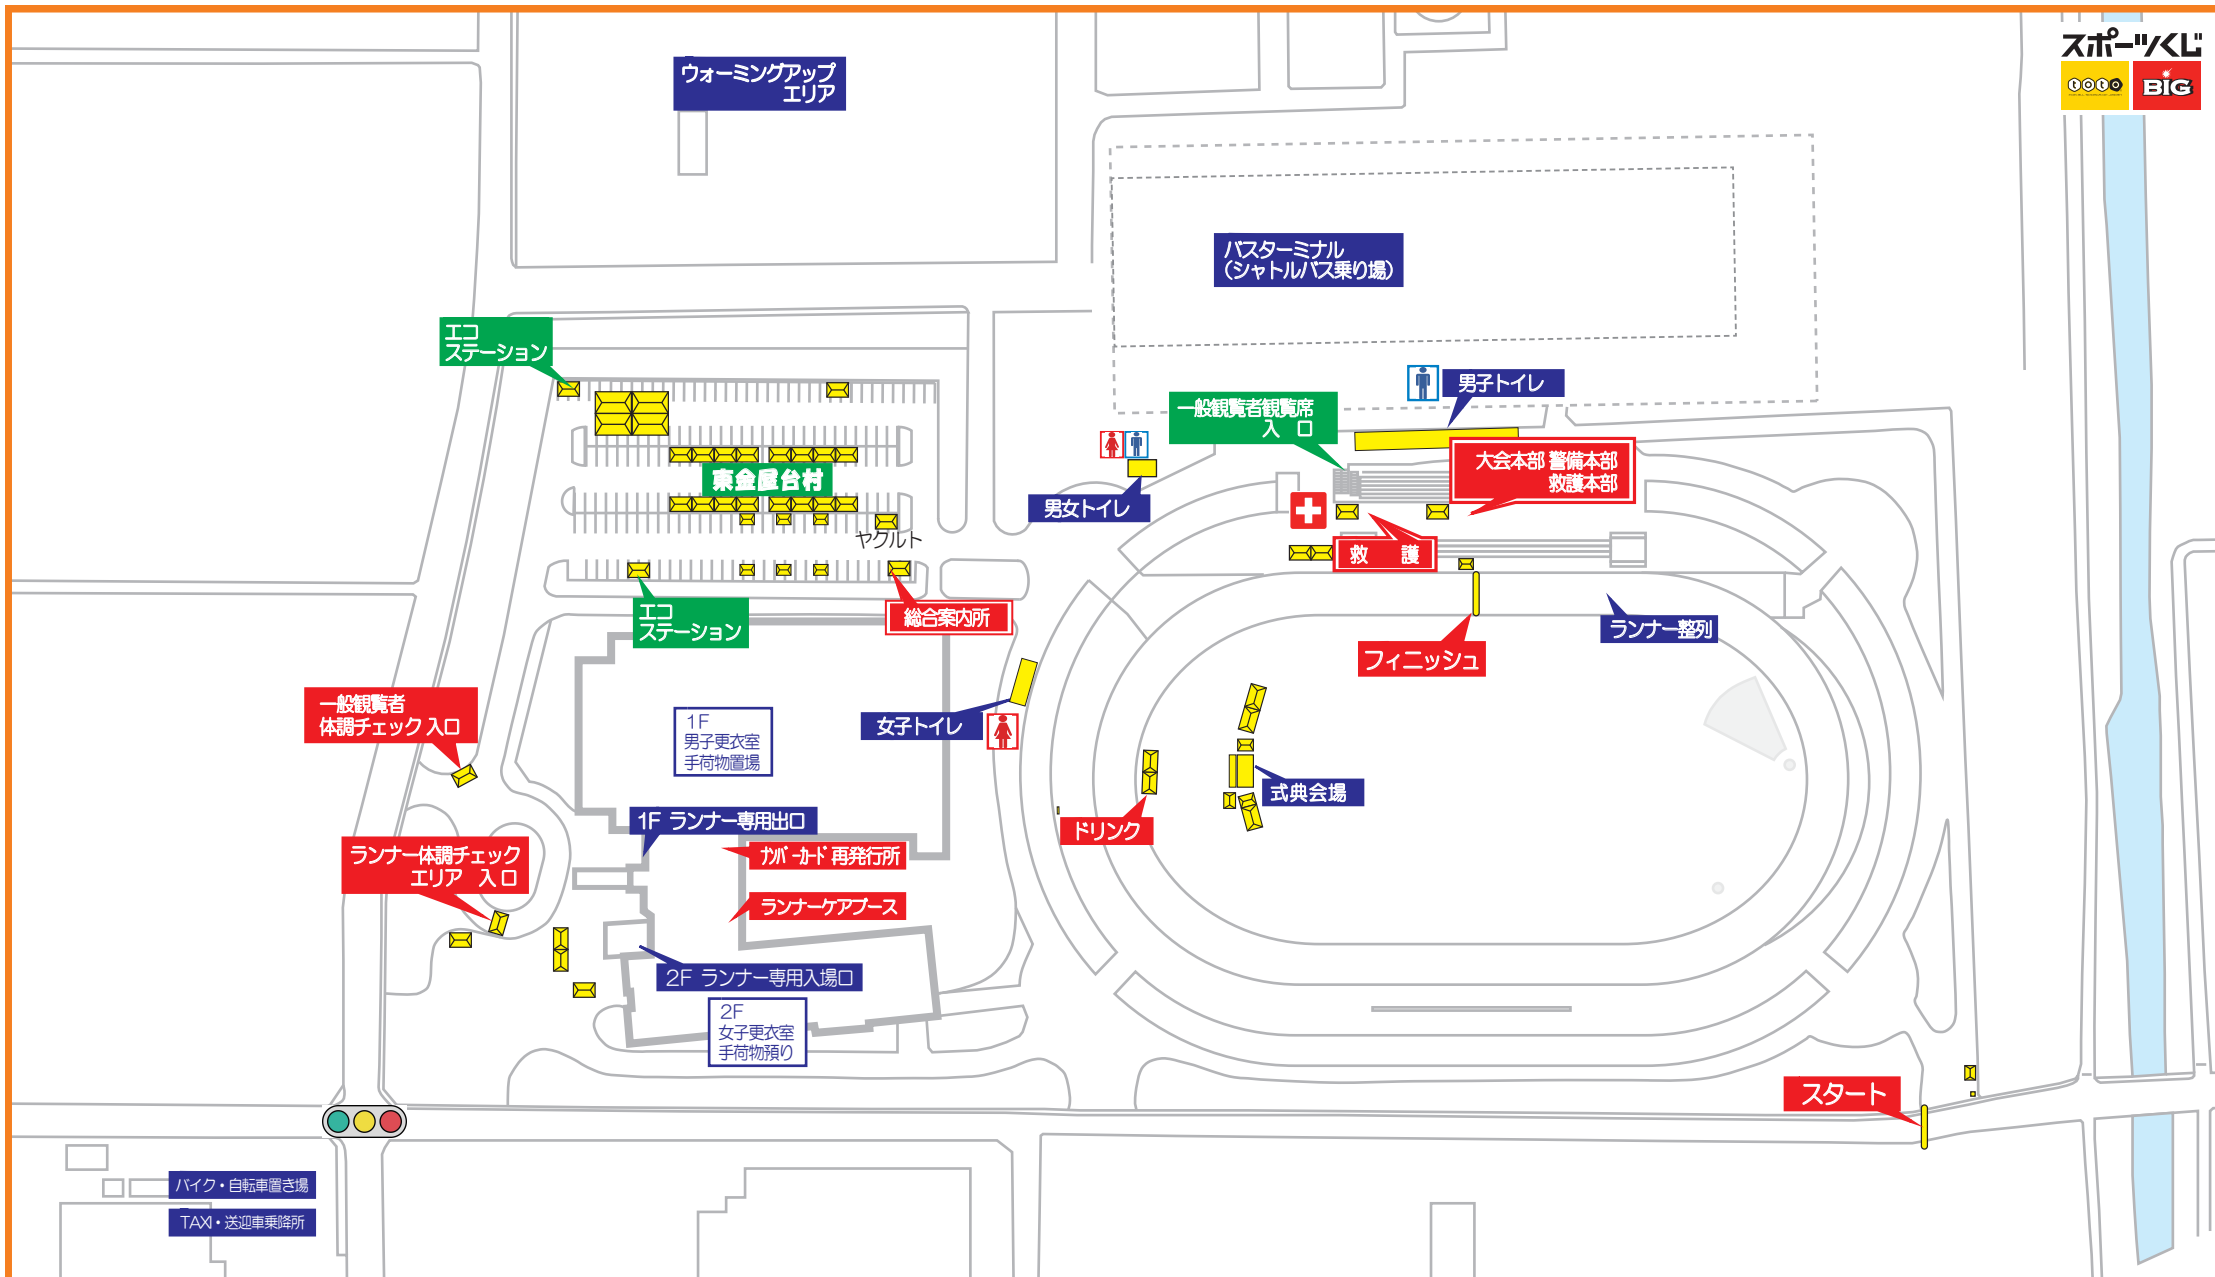 スポーツくじ
toto
BIG
ウォーミングアップ
エリア
バスターミナル
（シャトルバス乗り場）
エコ
ステーション
男子トイレ
一般観覧者観覧席
入　口
大会本部 警備本部
救護本部
東金屋台村
男女トイレ
ヤクルト
救　護
エコ
ステーション
総合案内所
ランナー整列
フィニッシュ
一般観覧者
体調チェック 入口
1F
男子更衣室
手荷物置場
女子トイレ
式典会場
1F ランナー専用出口
ドリンク
ランナー体調チェック
エリア　入口
ナンバーカード 再発行所
ランナーケアブース
2F ランナー専用入場口
2F
女子更衣室
手荷物預り
スタート
バイク・自転車置き場
TAXI・送迎車乗降所